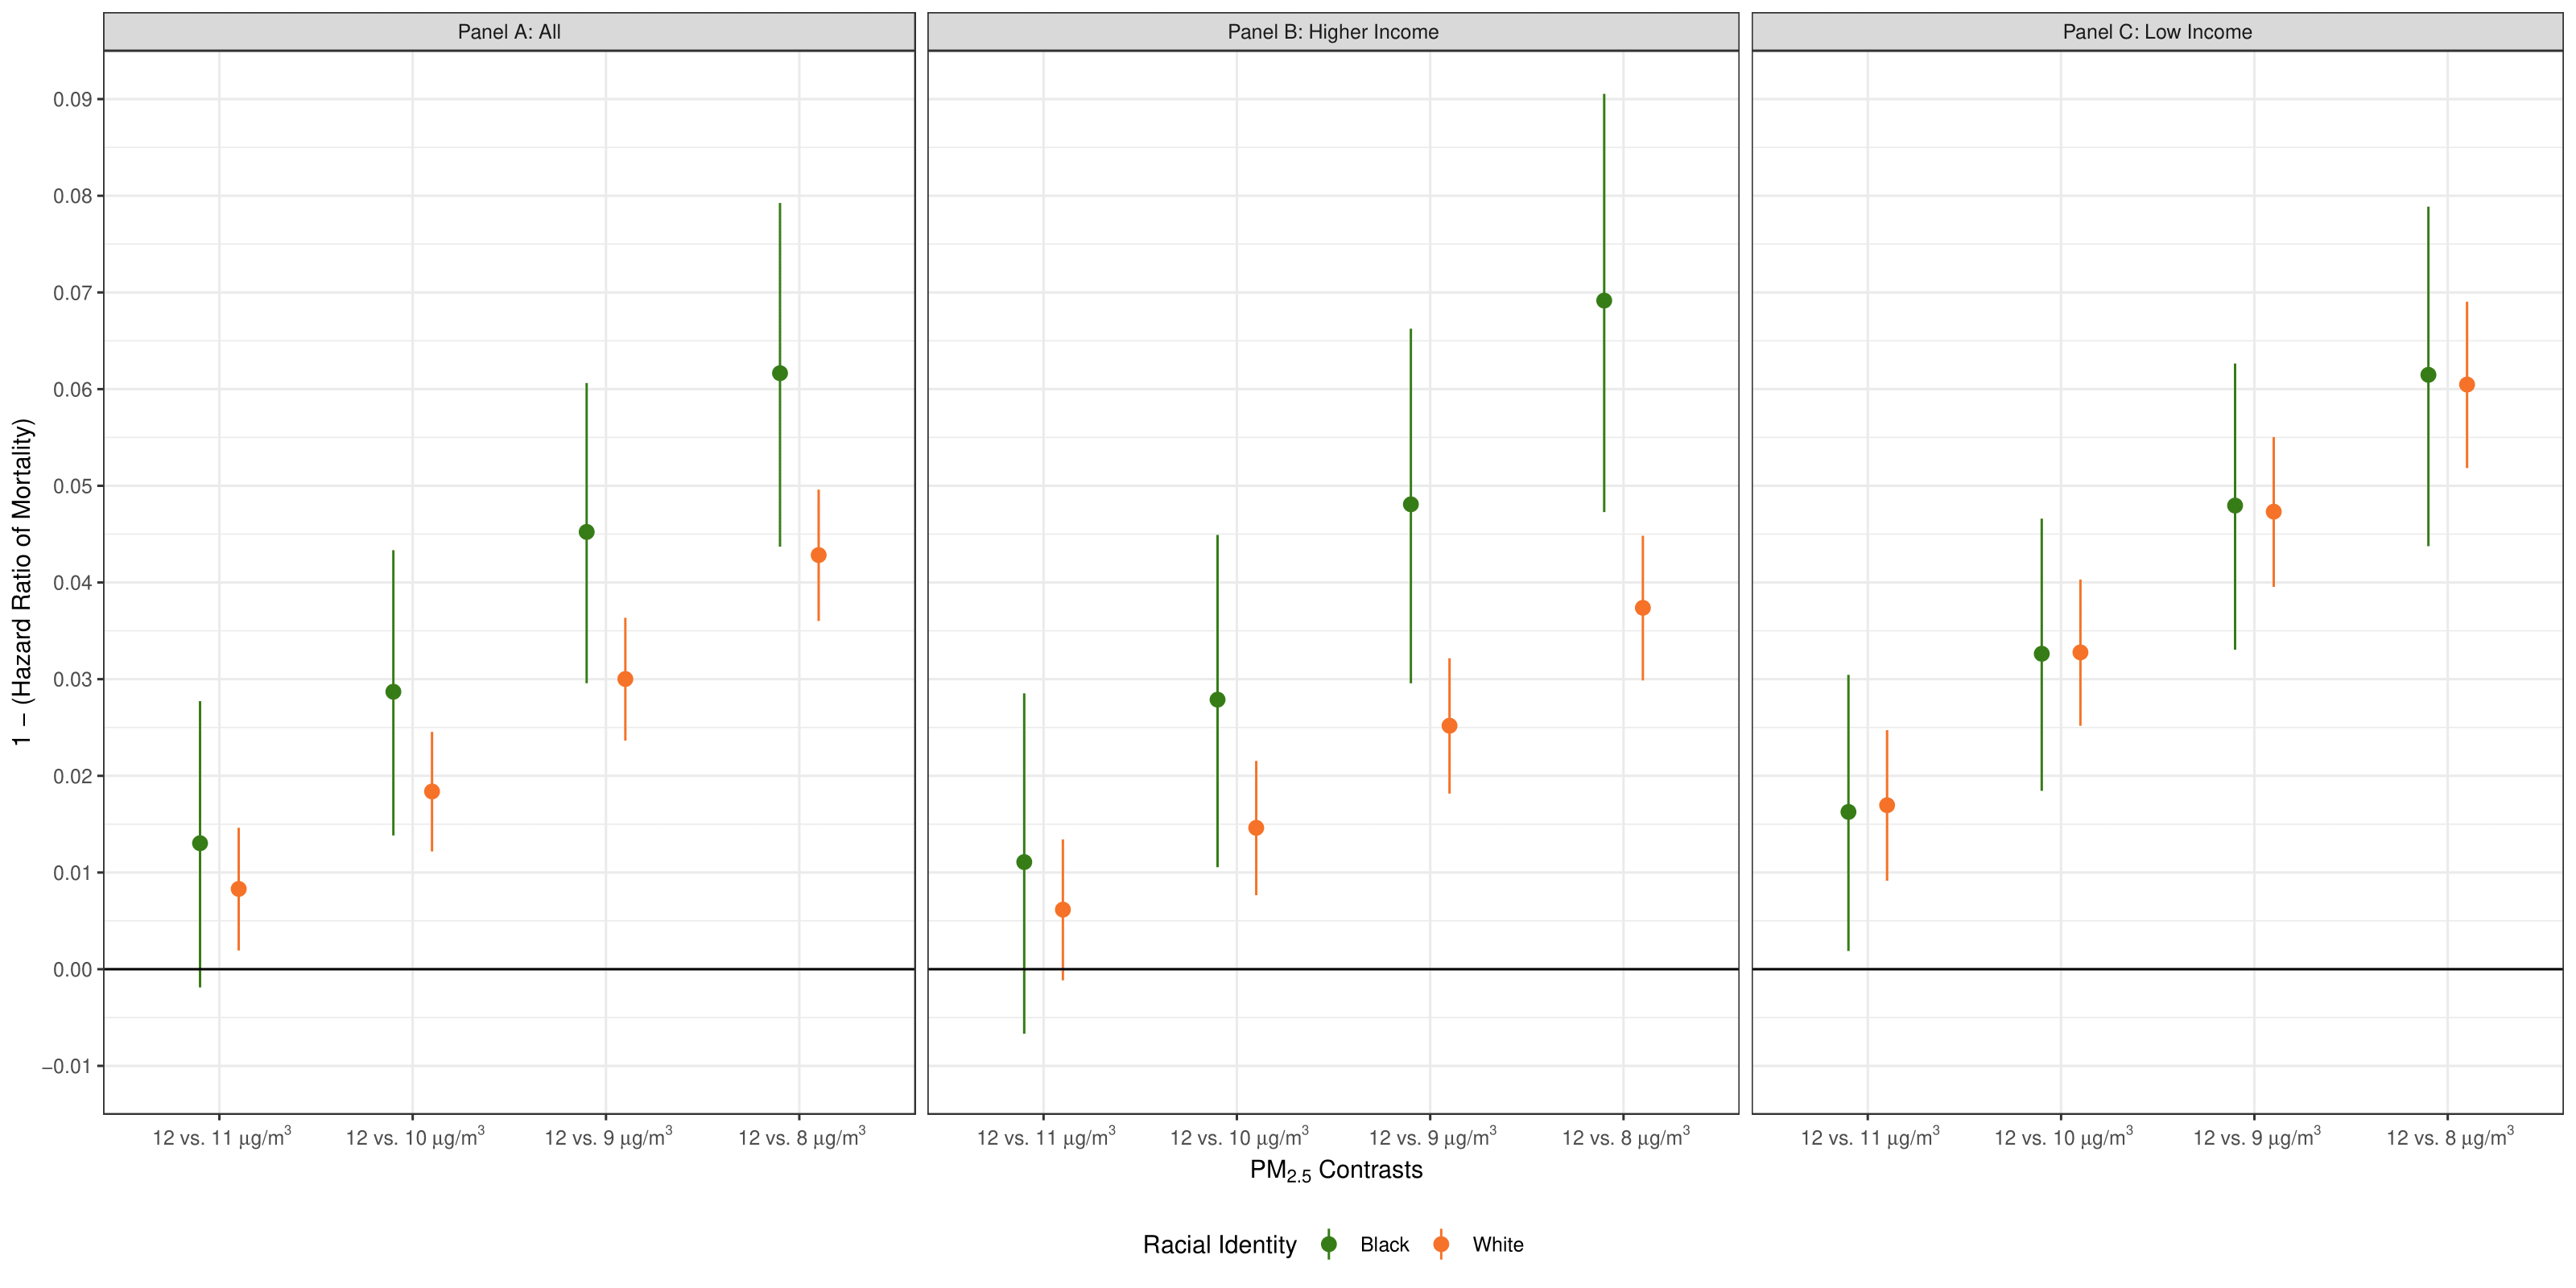 Panel A: All
Panel B: Higher Income
Panel C: Low Income
1 − (Hazard Ratio of Mortality)
0.09
0.08
0.07
0.06
0.05
0.04
0.03
0.02
0.01
0.00
−0.01
12 vs. 11 μg/m³ 12 vs. 10 μg/m³ 12 vs. 9 μg/m³ 12 vs. 8 μg/m³
12 vs. 11 μg/m³ 12 vs. 10 μg/m³ 12 vs. 9 μg/m³ 12 vs. 8 μg/m³
12 vs. 11 μg/m³ 12 vs. 10 μg/m³ 12 vs. 9 μg/m³ 12 vs. 8 μg/m³
PM₂.₅ Contrasts
Racial Identity Black White